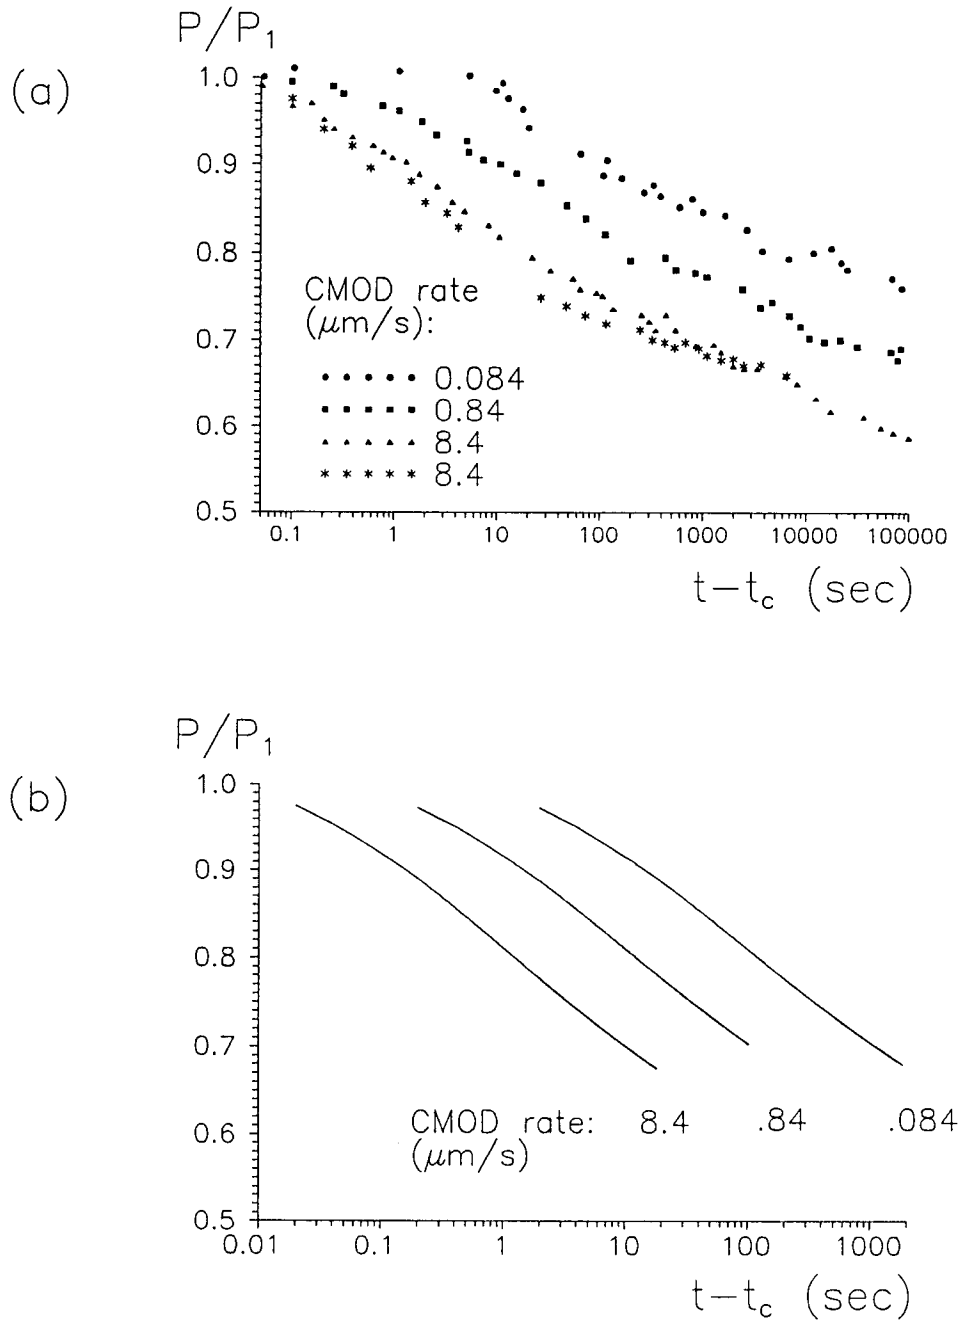 P/P₁
(a)
1.0
0.9
0.8
0.7
0.6
0.5
CMOD rate
(μm/s):
0.084
0.84
8.4
8.4
0.1 1 10 100 1000 10000 100000
t−t_c (sec)
P/P₁
(b)
1.0
0.9
0.8
0.7
0.6
0.5
CMOD rate: 8.4 .84 .084
(μm/s)
0.01 0.1 1 10 100 1000
t−t_c (sec)